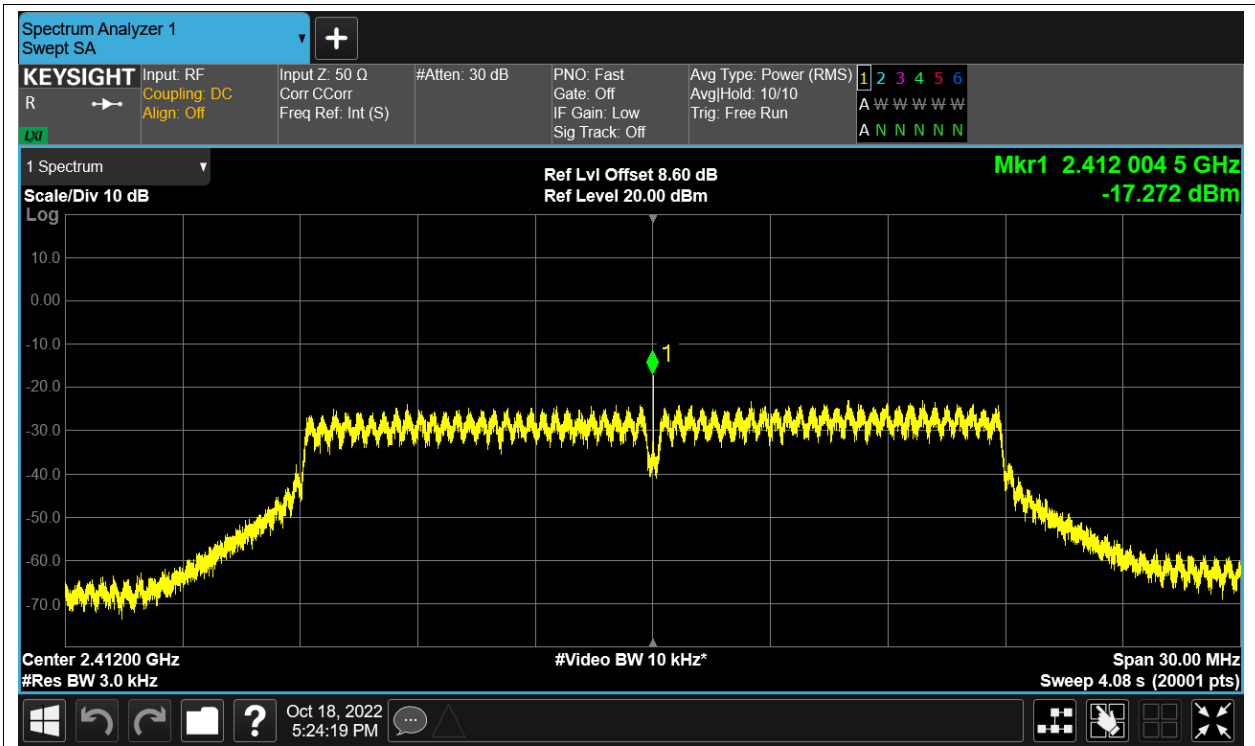 Spectrum Analyzer 1
Swept SA
▼
+
KEYSIGHT
R
LXI
Input: RF
Coupling: DC
Align: Off
Input Z: 50 Ω
Corr CCorr
Freq Ref: Int (S)
#Atten: 30 dB
PNO: Fast
Gate: Off
IF Gain: Low
Sig Track: Off
Avg Type: Power (RMS)
Avg|Hold: 10/10
Trig: Free Run
1 2 3 4 5 6
A W W W W W
A N N N N N
1 Spectrum ▼
Scale/Div 10 dB
Log
Ref Lvl Offset 8.60 dB
Ref Level 20.00 dBm
Mkr1 2.412 004 5 GHz
-17.272 dBm
10.0
0.00
-10.0
1
-20.0
-30.0
-40.0
-50.0
-60.0
-70.0
Center 2.41200 GHz
#Res BW 3.0 kHz
#Video BW 10 kHz*
Span 30.00 MHz
Sweep 4.08 s (20001 pts)
?
Oct 18, 2022
5:24:19 PM